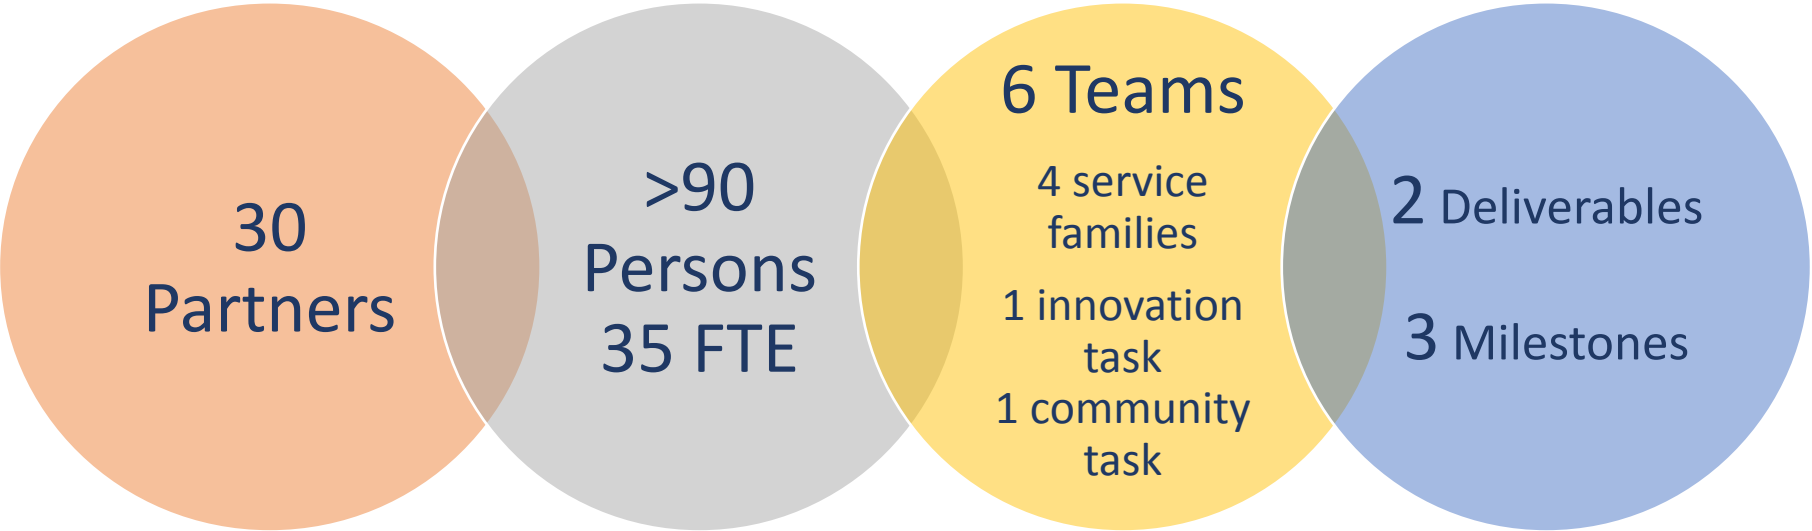 30
Partners
>90
Persons
35 FTE
6 Teams
4 service
families
1 innovation
task
1 community
task
2 Deliverables
3 Milestones